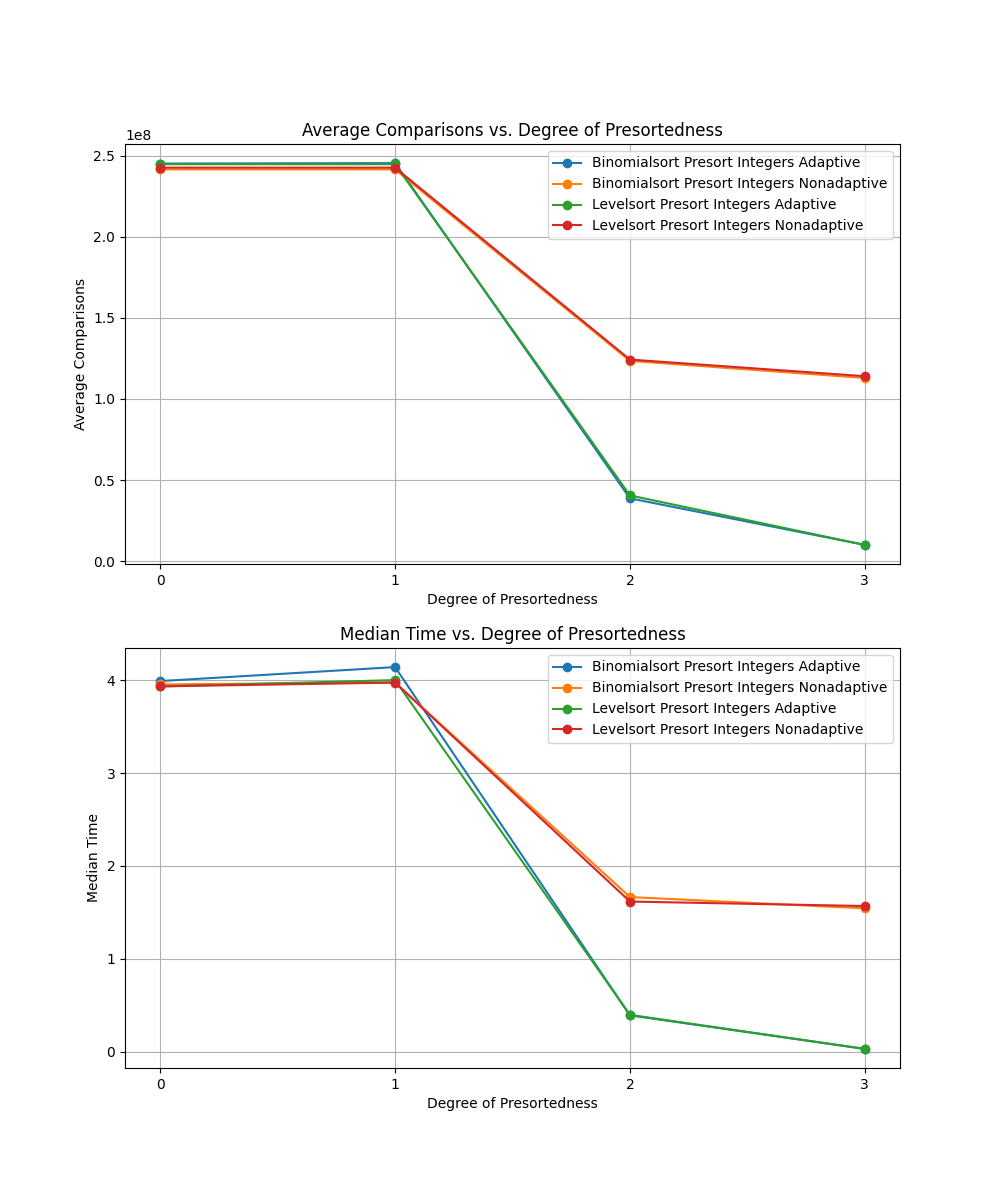 Average Comparisons vs. Degree of Presortedness
1e8
2.5
2.0
1.5
1.0
0.5
0.0
Average Comparisons
Binomialsort Presort Integers Adaptive
Binomialsort Presort Integers Nonadaptive
Levelsort Presort Integers Adaptive
Levelsort Presort Integers Nonadaptive
0 1 2 3
Degree of Presortedness
Median Time vs. Degree of Presortedness
4
3
2
1
0
Median Time
Binomialsort Presort Integers Adaptive
Binomialsort Presort Integers Nonadaptive
Levelsort Presort Integers Adaptive
Levelsort Presort Integers Nonadaptive
0 1 2 3
Degree of Presortedness